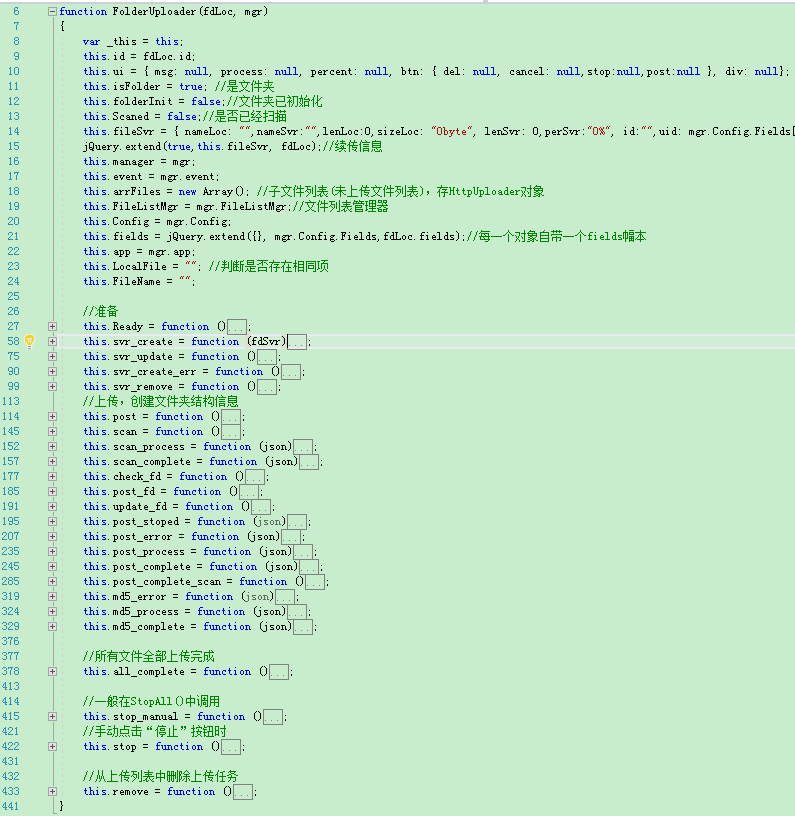 6 function FolderUploader(fdLoc, mgr)
7 {
8 var _this = this;
9 this.id = fdLoc.id;
10 this.ui = { msg: null, process: null, percent: null, btn: { del: null, cancel: null,stop:null,post:null }, div: null};
11 this.isFolder = true; //是文件夹
12 this.folderInit = false;//文件夹已初始化
13 this.Scaned = false;//是否已经扫描
14 this.fileSvr = { nameLoc: "",nameSvr:"",lenLoc:0,sizeLoc: "0byte", lenSvr: 0,perSvr:"0%", id:"",uid: mgr.Config.Fields[
15 jQuery.extend(true,this.fileSvr, fdLoc);//续传信息
16 this.manager = mgr;
17 this.event = mgr.event;
18 this.arrFiles = new Array(); //子文件列表(未上传文件列表)，存HttpUploader对象
19 this.FileListMgr = mgr.FileListMgr;//文件列表管理器
20 this.Config = mgr.Config;
21 this.fields = jQuery.extend({}, mgr.Config.Fields,fdLoc.fields);//每一个对象自带一个fields幅本
22 this.app = mgr.app;
23 this.LocalFile = ""; //判断是否存在相同项
24 this.FileName = "";
25
26 //准备
27 this.Ready = function ()...;
58 this.svr_create = function (fdSvr)...;
75 this.svr_update = function ()...;
90 this.svr_create_err = function ()...;
99 this.svr_remove = function ()...;
113 //上传，创建文件夹结构信息
114 this.post = function ()...;
145 this.scan = function ()...;
152 this.scan_process = function (json)...;
157 this.scan_complete = function (json)...;
177 this.check_fd = function ()...;
185 this.post_fd = function ()...;
191 this.update_fd = function ()...;
195 this.post_stoped = function (json)...;
207 this.post_error = function (json)...;
235 this.post_process = function (json)...;
245 this.post_complete = function (json)...;
285 this.post_complete_scan = function ()...;
319 this.md5_error = function (json)...;
324 this.md5_process = function (json)...;
329 this.md5_complete = function (json)...;
376
377 //所有文件全部上传完成
378 this.all_complete = function ()...;
413
414 //一般在StopAll()中调用
415 this.stop_manual = function ()...;
421 //手动点击“停止”按钮时
422 this.stop = function ()...;
431
432 //从上传列表中删除上传任务
433 this.remove = function ()...;
441 }